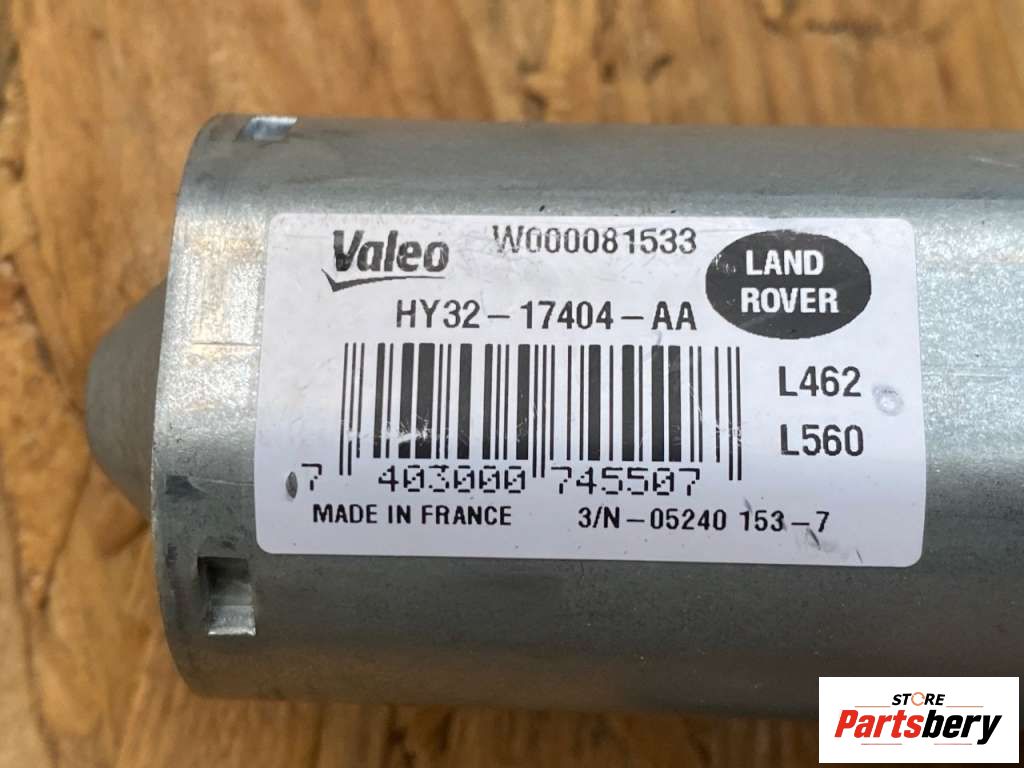 Valeo W000081533
LAND
ROVER
HY32-17404-AA
L462
L560
7 403000 745507
MADE IN FRANCE 3/N-05240 153-7
STORE
Partsbery